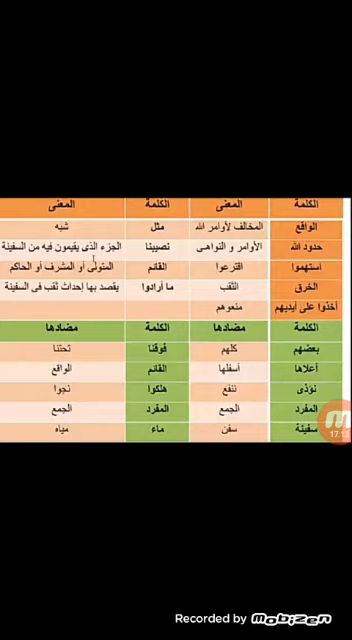 الكلمة المعنى الكلمة المعنى
الواقع المخالف لأوامر الله مثل شبه
حدود الله الأوامر و النواهى نصيبنا الجزء الذى يقيمون فيه من السفينة
استهموا اقترعوا القائم المتولى أو المشرف أو الحاكم
الخرق الثقب ما أرادوا يقصد بها إحداث ثقب فى السفينة
أخذوا على أيديهم منعوهم
الكلمة مضادها الكلمة مضادها
بعضهم كلهم فوقنا تحتنا
أعلاها أسفلها القائم الواقع
نؤذى ننفع هلكوا نجوا
المفرد الجمع المفرد الجمع
سفينة سفن ماء مياه
17:13
Recorded by mobizen